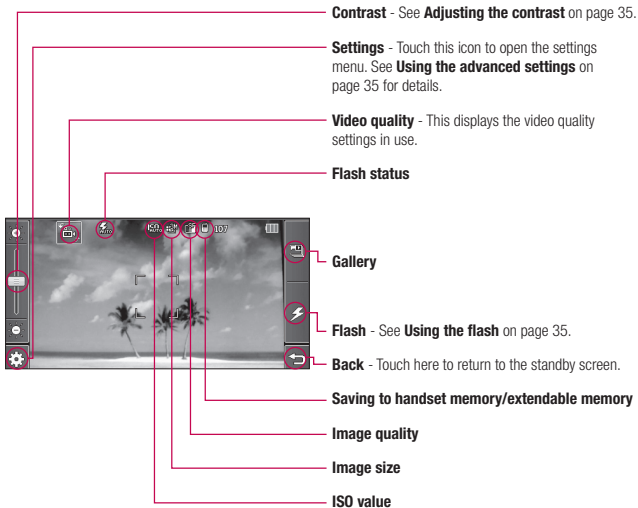 Contrast - See Adjusting the contrast on page 35.
Settings - Touch this icon to open the settings
menu. See Using the advanced settings on
page 35 for details.
Video quality - This displays the video quality
settings in use.
Flash status
AUTO
ISO
AUTO
107
Gallery
Flash - See Using the flash on page 35.
Back - Touch here to return to the standby screen.
Saving to handset memory/extendable memory
Image quality
Image size
ISO value